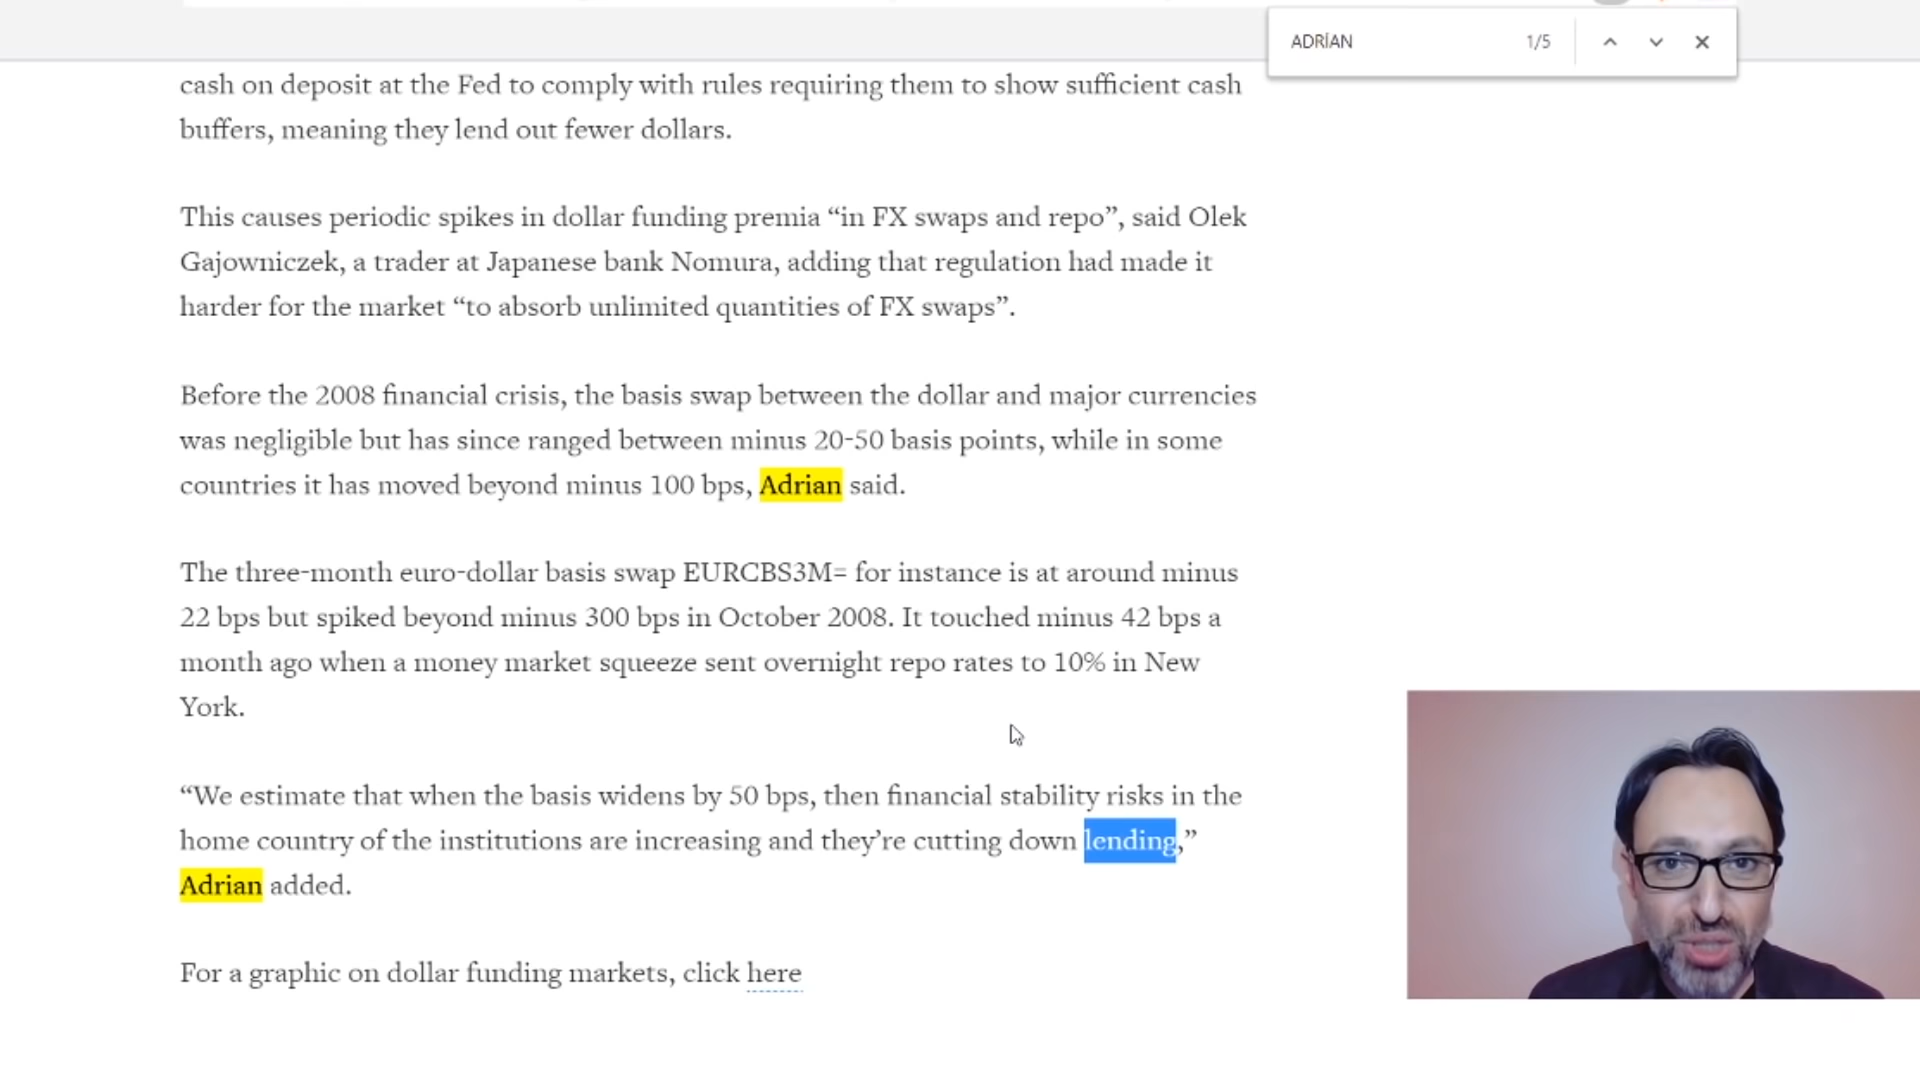 ADRİAN 1/5
cash on deposit at the Fed to comply with rules requiring them to show sufficient cash
buffers, meaning they lend out fewer dollars.
This causes periodic spikes in dollar funding premia “in FX swaps and repo”, said Olek
Gajowniczek, a trader at Japanese bank Nomura, adding that regulation had made it
harder for the market “to absorb unlimited quantities of FX swaps”.
Before the 2008 financial crisis, the basis swap between the dollar and major currencies
was negligible but has since ranged between minus 20-50 basis points, while in some
countries it has moved beyond minus 100 bps, Adrian said.
The three-month euro-dollar basis swap EURCBS3M= for instance is at around minus
22 bps but spiked beyond minus 300 bps in October 2008. It touched minus 42 bps a
month ago when a money market squeeze sent overnight repo rates to 10% in New
York.
“We estimate that when the basis widens by 50 bps, then financial stability risks in the
home country of the institutions are increasing and they’re cutting down lending,”
Adrian added.
For a graphic on dollar funding markets, click here